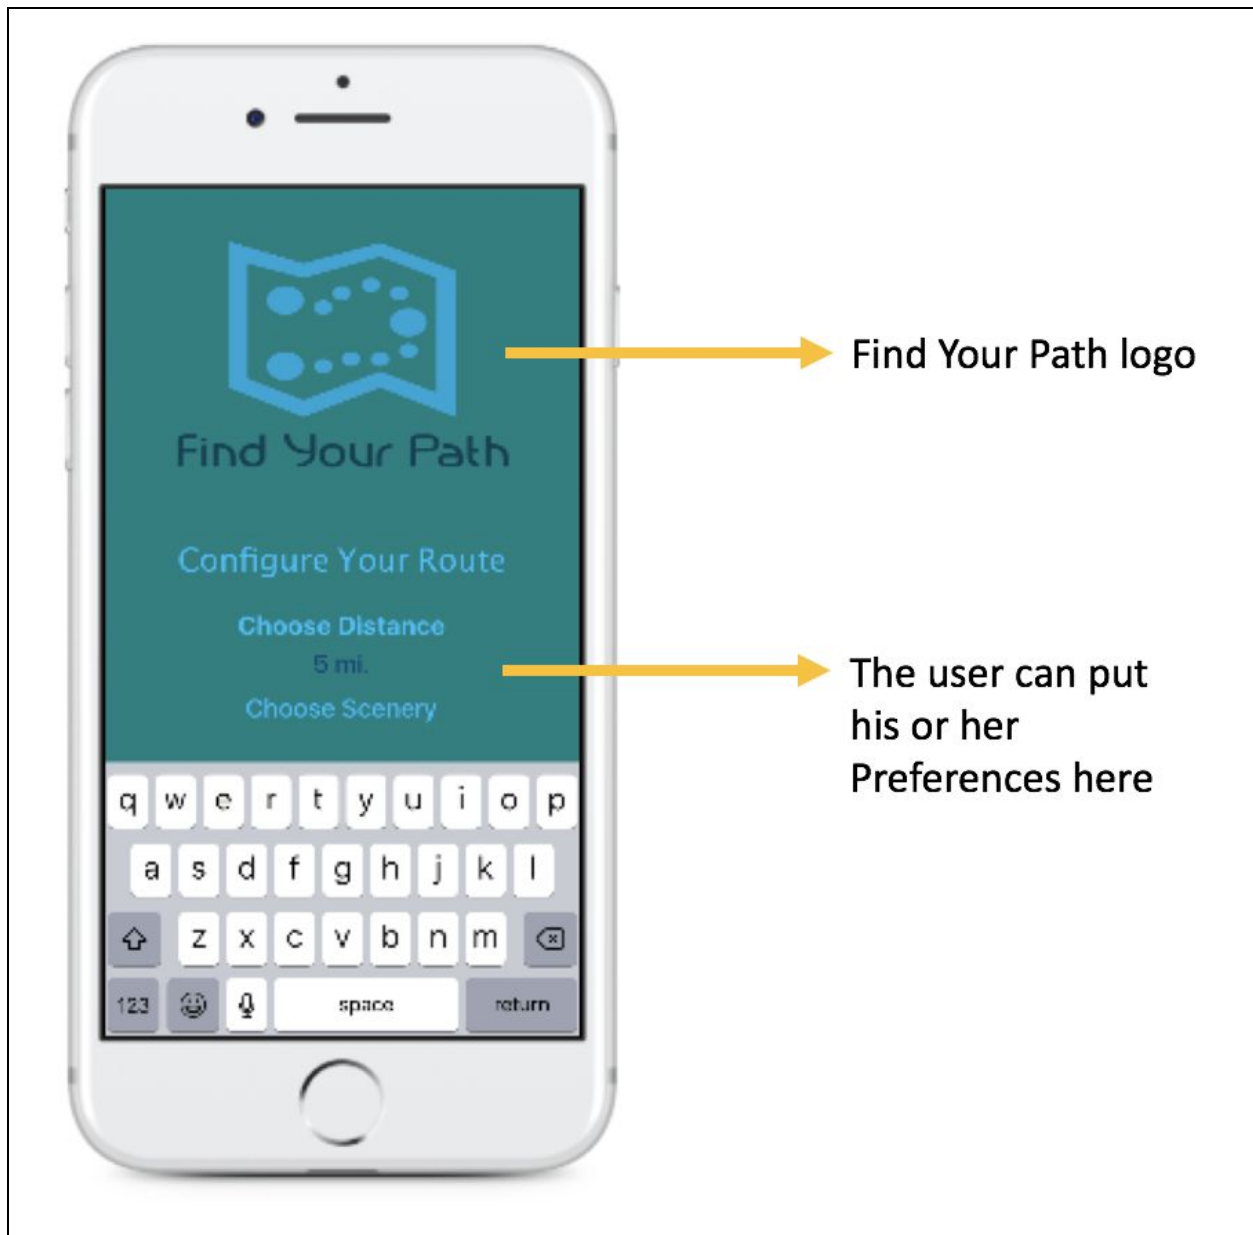 Find Your Path
Find Your Path logo
Configure Your Route
Choose Distance
5 mi.
Choose Scenery
The user can put
his or her
Preferences here
q w e r t y u i o p
a s d f g h j k l
z x c v b n m
123 space return